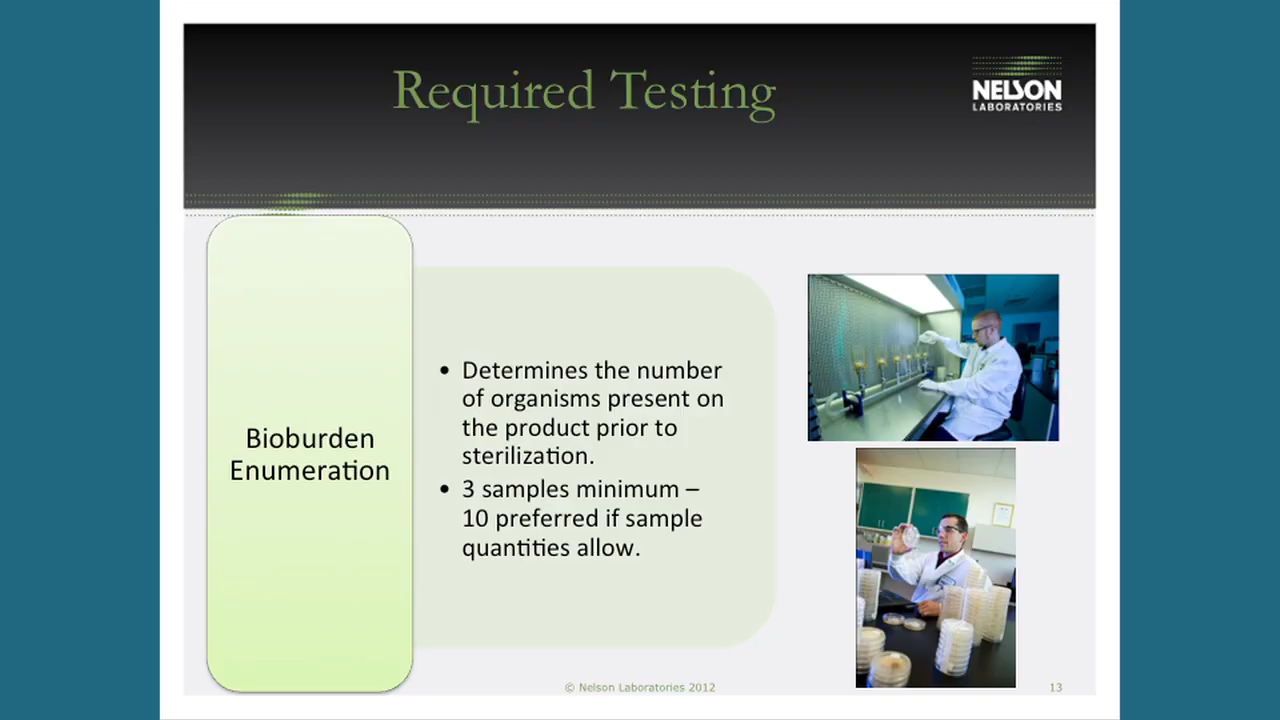 Required Testing
NELSON
LABORATORIES
Bioburden
Enumeration
• Determines the number
of organisms present on
the product prior to
sterilization.
• 3 samples minimum –
10 preferred if sample
quantities allow.
© Nelson Laboratories 2012
13